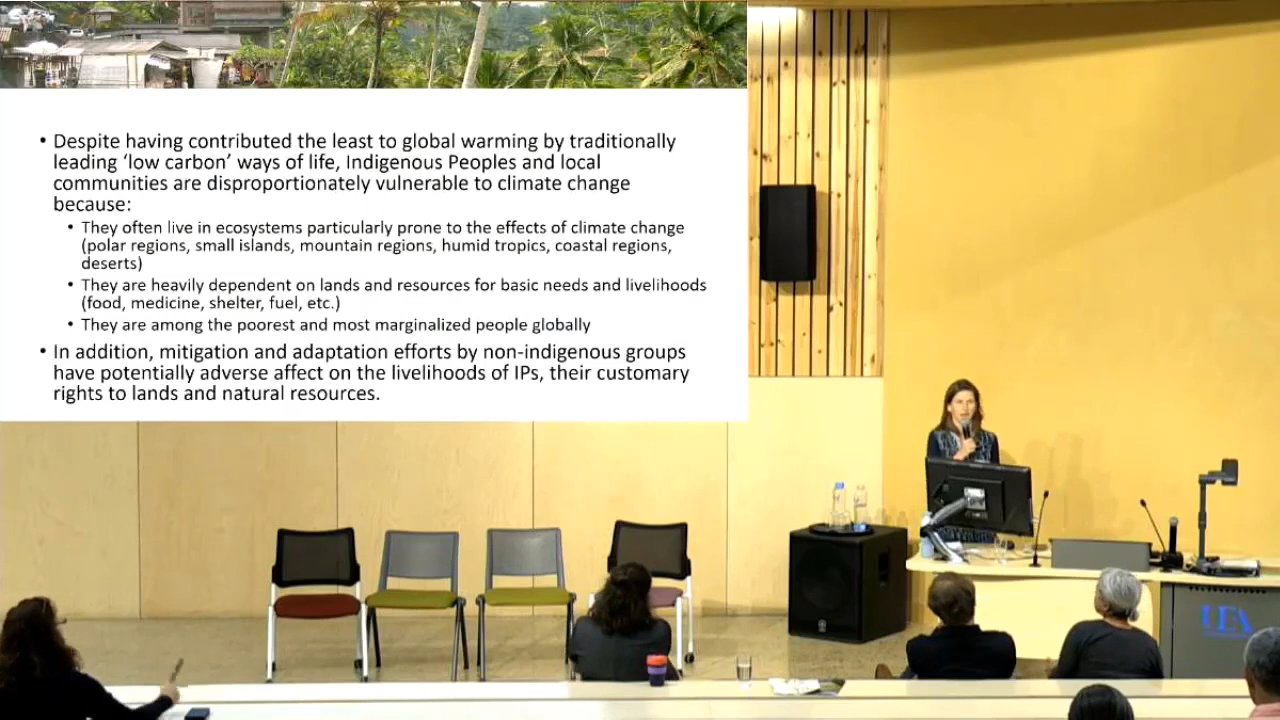 • Despite having contributed the least to global warming by traditionally
leading ‘low carbon’ ways of life, Indigenous Peoples and local
communities are disproportionately vulnerable to climate change
because:
• They often live in ecosystems particularly prone to the effects of climate change
(polar regions, small islands, mountain regions, humid tropics, coastal regions,
deserts)
• They are heavily dependent on lands and resources for basic needs and livelihoods
(food, medicine, shelter, fuel, etc.)
• They are among the poorest and most marginalized people globally
• In addition, mitigation and adaptation efforts by non-indigenous groups
have potentially adverse affect on the livelihoods of IPs, their customary
rights to lands and natural resources.
UEA